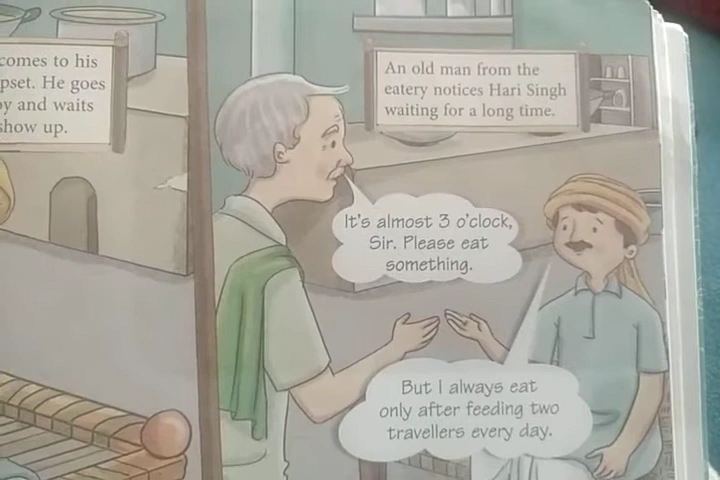 comes to his
He goes
and waits
show up.
An old man from the
eatery notices Hari Singh
waiting for a long time.
It's almost 3 o'clock,
Sir. Please eat
something.
But I always eat
only after feeding two
travellers every day.